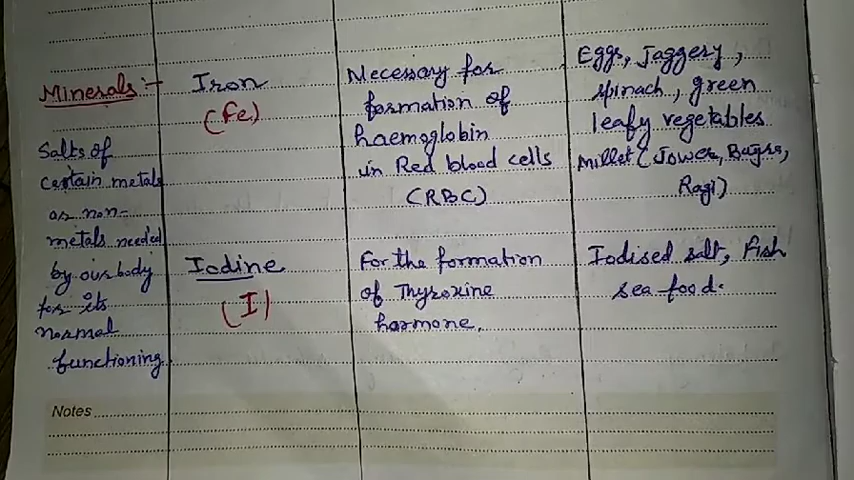 Minerals :-
Salts of
certain metals
or non-
metals needed
by our body
for its
normal
functioning
Iron
(Fe)
Necessary for
formation of
haemoglobin
in Red blood cells
(RBC)
Eggs, Jaggery,
spinach, green
leafy vegetables
Millet (Jower, Bajra,
Ragi)
Iodine
(I)
For the formation
of Thyroxine
hormone.
Iodised salt, Fish
sea food.
Notes